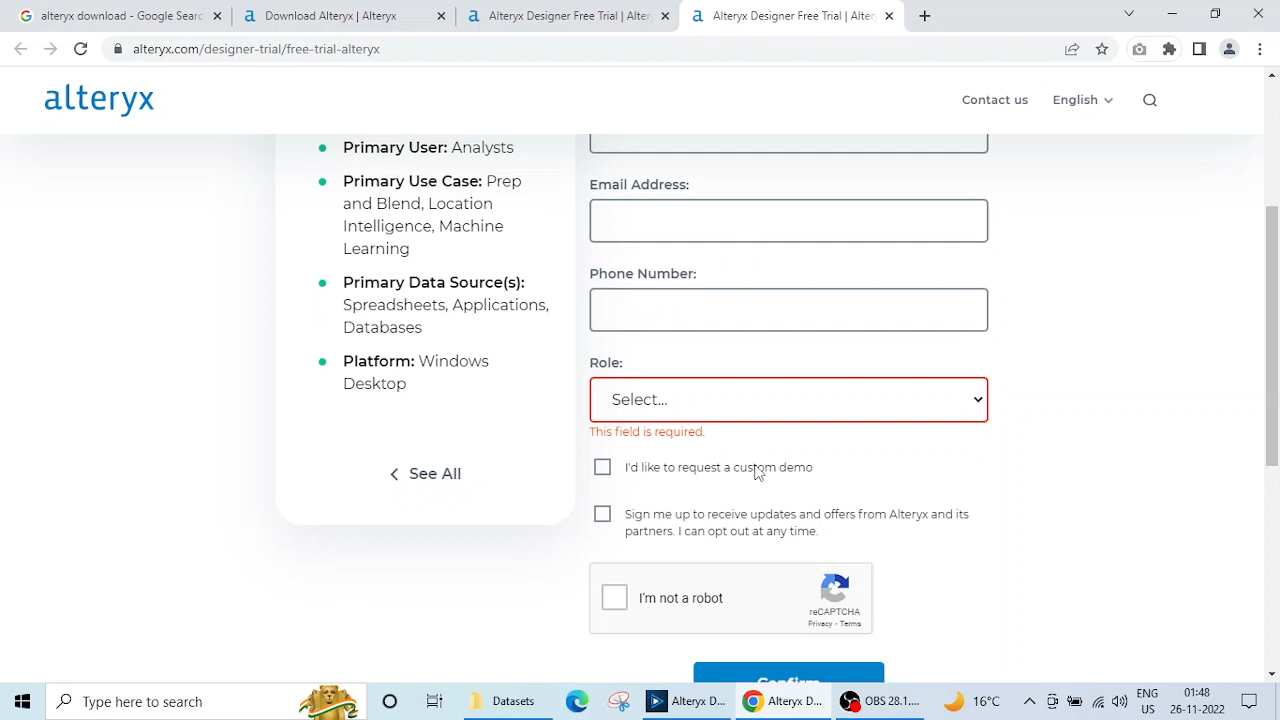 alteryx - Google Search
Download Alteryx | Alteryx
Alteryx Designer Free Trial | Alter
Alteryx Designer Free Trial | Alter
alteryx.com/designer-trial/free-trial-alteryx
alteryx
Contact us
English
Primary User: Analysts
Primary Use Case: Prep
and Blend, Location
Intelligence, Machine
Learning
Primary Data Source(s):
Spreadsheets, Applications,
Databases
Platform: Windows
Desktop
See All
Email Address:
Phone Number:
Role:
Select...
This field is required.
I'd like to request a custom demo
Sign me up to receive updates and offers from Alteryx and its
partners. I can opt out at any time.
I'm not a robot
reCAPTCHA
Privacy - Terms
Confirm
Type here to search
Datasets
Alteryx D...
Alteryx D...
OBS 28.1....
16°C
ENG
US
01:48
26-11-2022